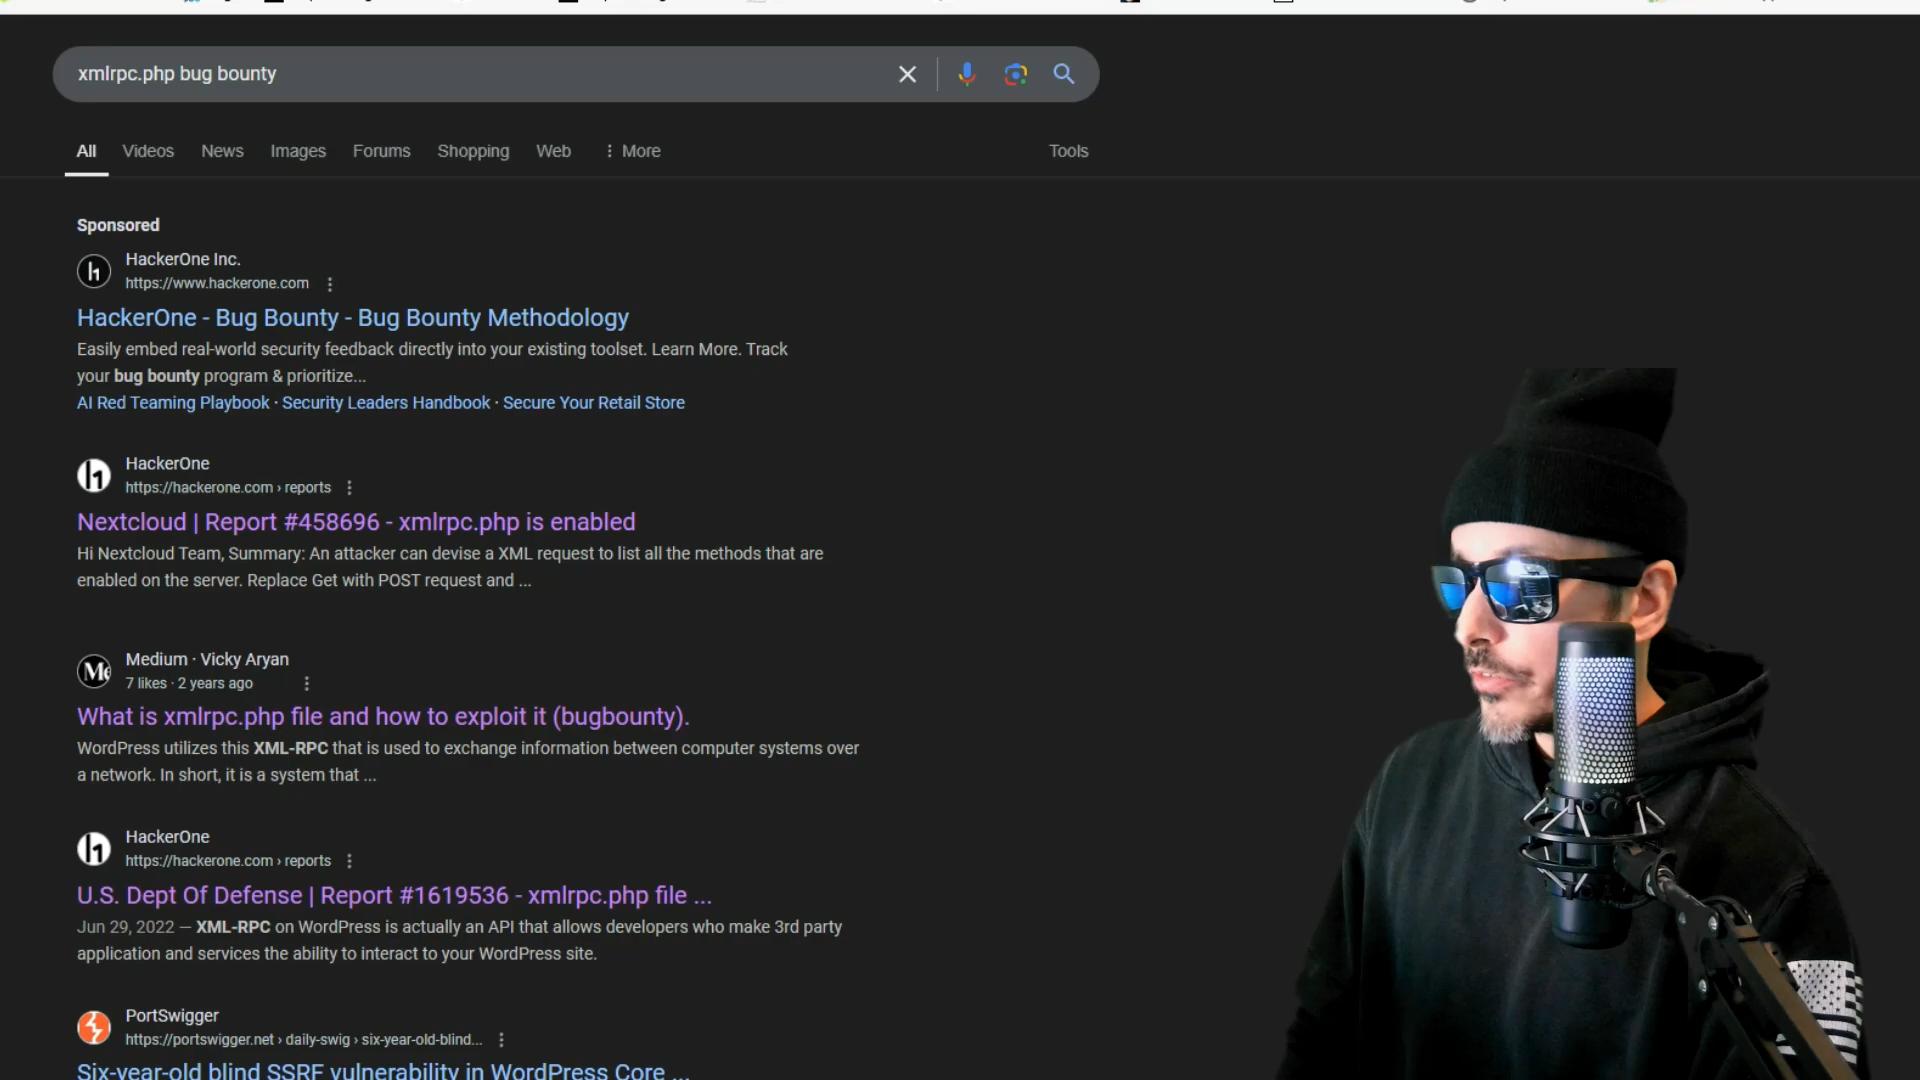 xmlrpc.php bug bounty
All Videos News Images Forums Shopping Web More Tools
Sponsored
HackerOne Inc.
https://www.hackerone.com
HackerOne - Bug Bounty - Bug Bounty Methodology
Easily embed real-world security feedback directly into your existing toolset. Learn More. Track
your bug bounty program & prioritize...
AI Red Teaming Playbook · Security Leaders Handbook · Secure Your Retail Store
HackerOne
https://hackerone.com › reports
Nextcloud | Report #458696 - xmlrpc.php is enabled
Hi Nextcloud Team, Summary: An attacker can devise a XML request to list all the methods that are
enabled on the server. Replace Get with POST request and ...
Medium · Vicky Aryan
7 likes · 2 years ago
What is xmlrpc.php file and how to exploit it (bugbounty).
WordPress utilizes this XML-RPC that is used to exchange information between computer systems over
a network. In short, it is a system that ...
HackerOne
https://hackerone.com › reports
U.S. Dept Of Defense | Report #1619536 - xmlrpc.php file ...
Jun 29, 2022 — XML-RPC on WordPress is actually an API that allows developers who make 3rd party
application and services the ability to interact to your WordPress site.
PortSwigger
https://portswigger.net › daily-swig › six-year-old-blind...
Six-year-old blind SSRF vulnerability in WordPress Core ...